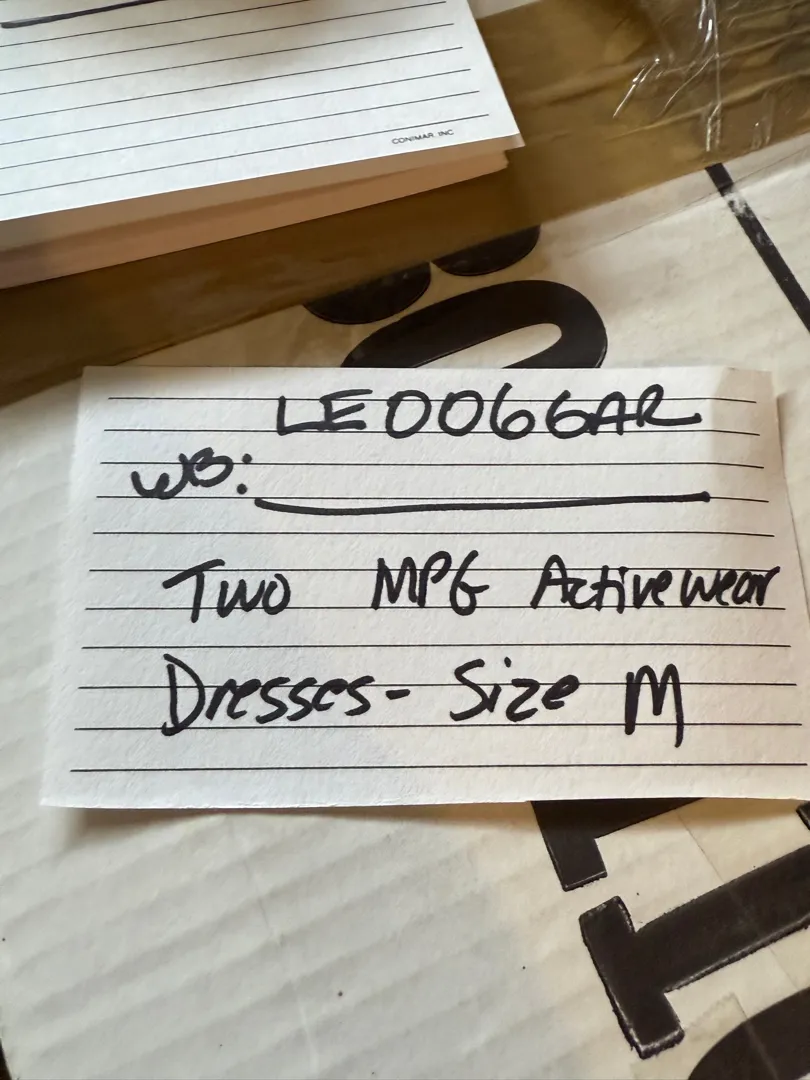 CONIMAR, INC
LE0066AR
WB:
Two MPG Activewear
Dresses- Size M